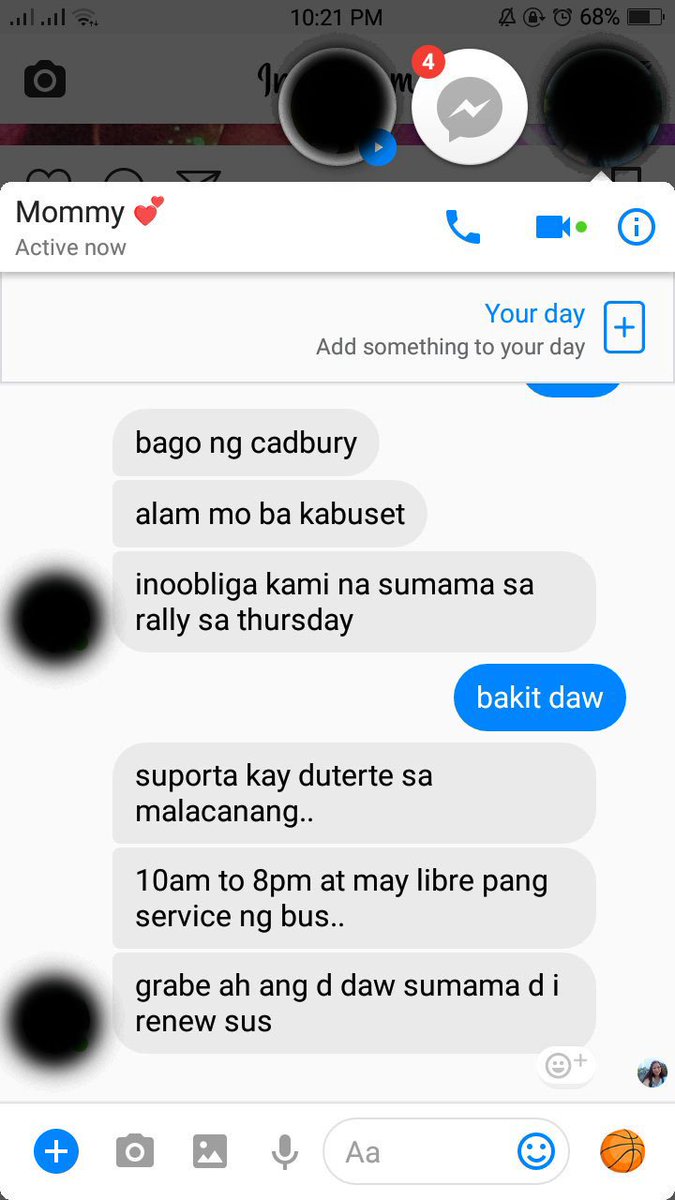 10:21 PM
68%
4
Mommy 💕
Active now
Your day
Add something to your day
bago ng cadbury
alam mo ba kabuset
inoobliga kami na sumama sa
rally sa thursday
bakit daw
suporta kay duterte sa
malacanang..
10am to 8pm at may libre pang
service ng bus..
grabe ah ang d daw sumama d i
renew sus
Aa